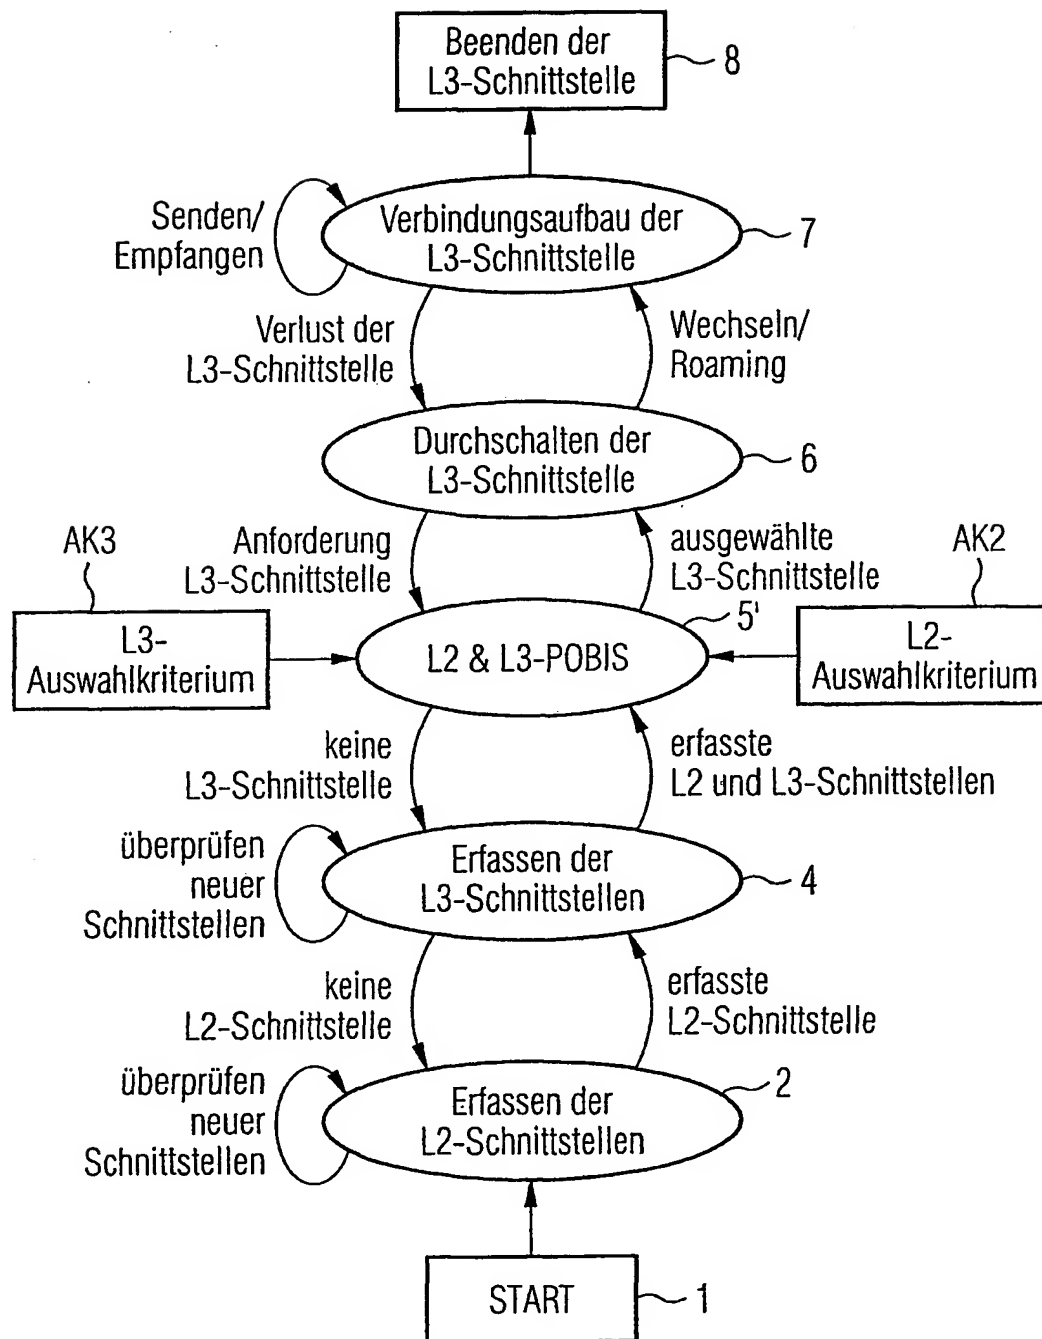 Beenden der
L3-Schnittstelle
8
Senden/
Empfangen
Verbindungsaufbau der
L3-Schnittstelle
7
Verlust der
L3-Schnittstelle
Wechseln/
Roaming
Durchschalten der
L3-Schnittstelle
6
AK3
Anforderung
L3-Schnittstelle
ausgewählte
L3-Schnittstelle
AK2
L3-
Auswahlkriterium
L2 & L3-POBIS
5'
L2-
Auswahlkriterium
keine
L3-Schnittstelle
erfasste
L2 und L3-Schnittstellen
überprüfen
neuer
Schnittstellen
Erfassen der
L3-Schnittstellen
4
keine
L2-Schnittstelle
erfasste
L2-Schnittstelle
überprüfen
neuer
Schnittstellen
Erfassen der
L2-Schnittstellen
2
START
1